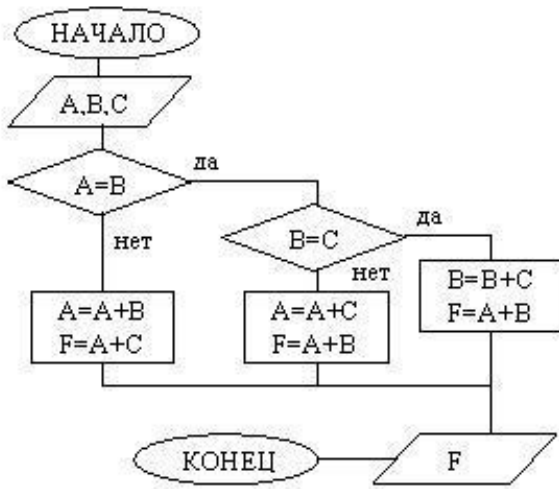 НАЧАЛО
A,B,C
A=B
да
нет
B=C
да
нет
A=A+B
F=A+C
A=A+C
F=A+B
B=B+C
F=A+B
F
КОНЕЦ